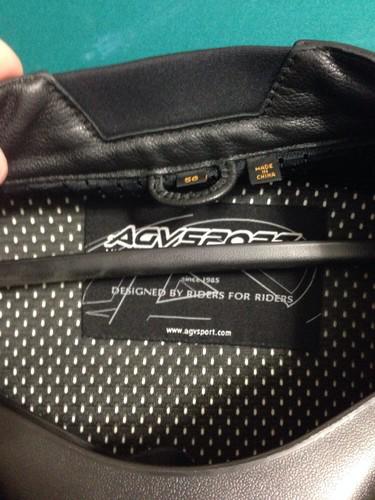 56
MADE
IN
CHINA
AGVSPORT
since 1985
DESIGNED BY RIDERS FOR RIDERS
www.agvsport.com